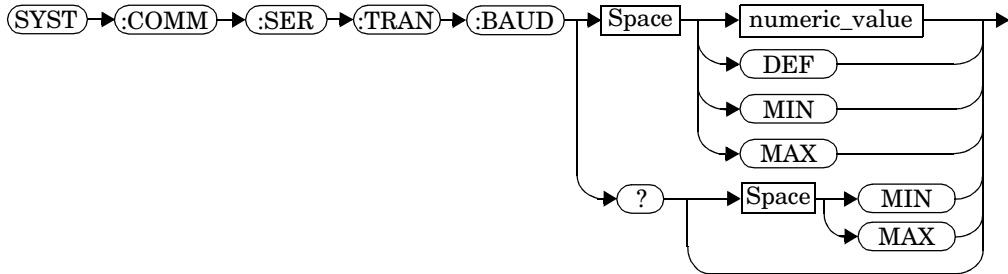 SYST :COMM :SER :TRAN :BAUD Space numeric_value
DEF
MIN
MAX
? Space MIN
MAX